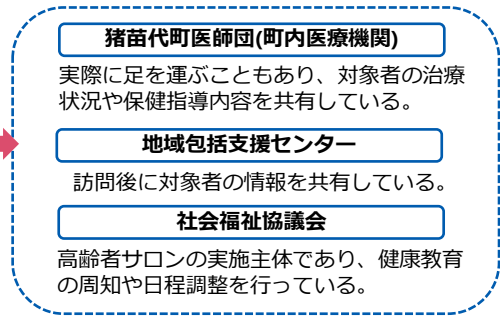 猪苗代町医師団(町内医療機関)
実際に足を運ぶこともあり、対象者の治療
状況や保健指導内容を共有している。
地域包括支援センター
訪問後に対象者の情報を共有している。
社会福祉協議会
高齢者サロンの実施主体であり、健康教育
の周知や日程調整を行っている。